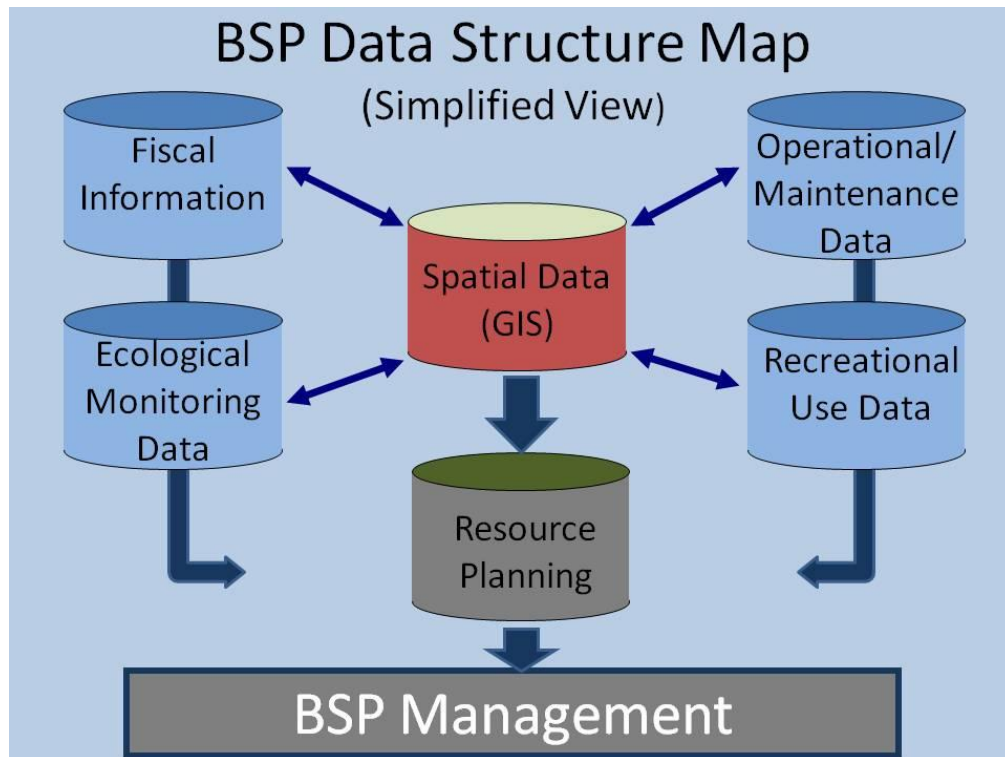 BSP Data Structure Map
(Simplified View)
Fiscal
Information
Operational/
Maintenance
Data
Spatial Data
(GIS)
Ecological
Monitoring
Data
Recreational
Use Data
Resource
Planning
BSP Management